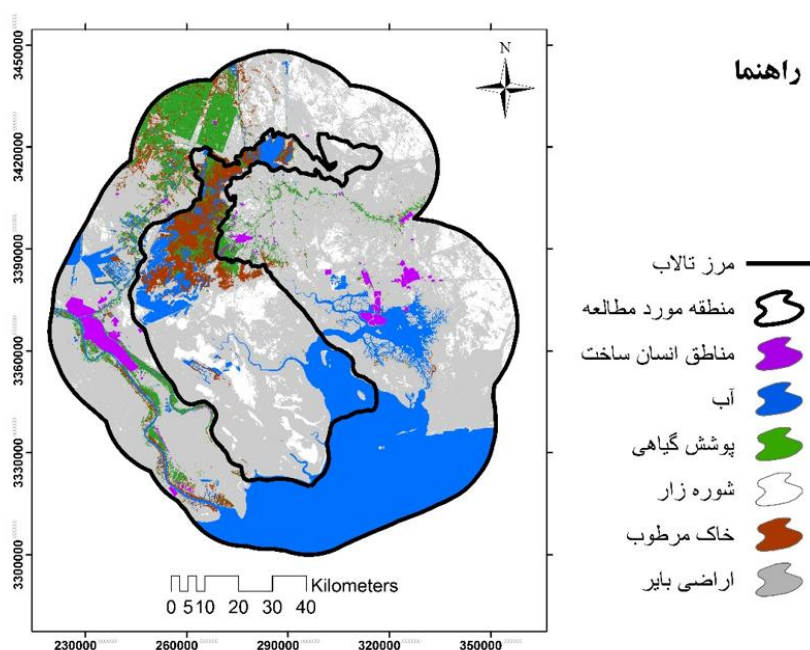 راهنما
مرز تالاب
منطقه مورد مطالعه
مناطق انسان ساخت
آب
پوشش گیاهی
شوره زار
خاک مرطوب
اراضی بایر
N
3450000
3420000
3390000
3360000
3330000
3300000
Kilometers
0 5 10 20 30 40
230000 260000 290000 320000 350000